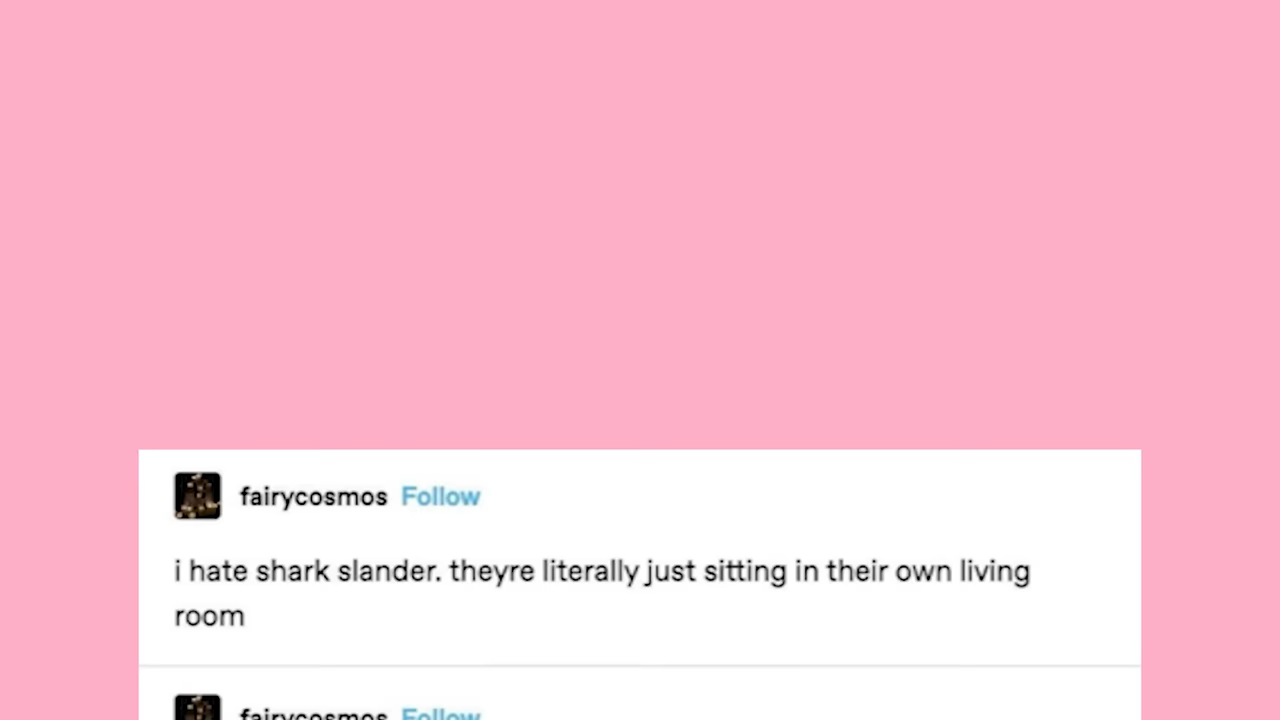 fairycosmos Follow
i hate shark slander. theyre literally just sitting in their own living
room
fairycosmos Follow